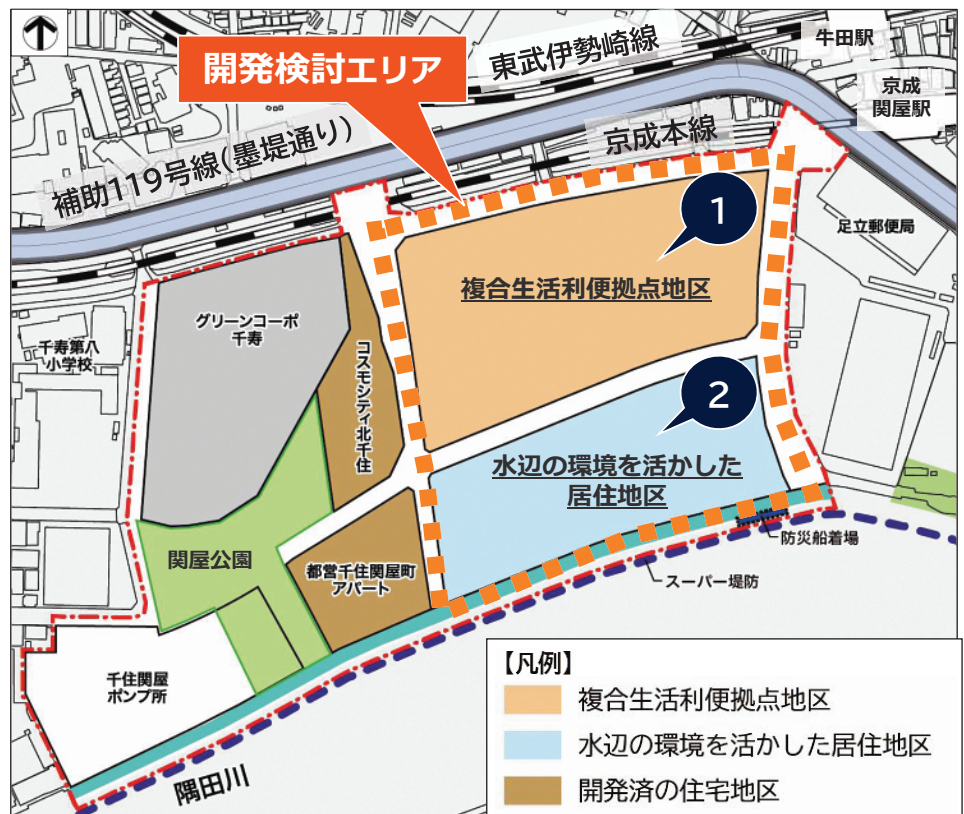 開発検討エリア
東武伊勢崎線
牛田駅
京成
関屋駅
補助119号線(墨堤通り)
京成本線
1
足立郵便局
複合生活利便拠点地区
グリーンコーポ
千寿
千寿第八
小学校
コスモシティ北千住
2
水辺の環境を活かした
居住地区
関屋公園
都営千住関屋町
アパート
防災船着場
スーパー堤防
千住関屋
ポンプ所
隅田川
【凡例】
複合生活利便拠点地区
水辺の環境を活かした居住地区
開発済の住宅地区